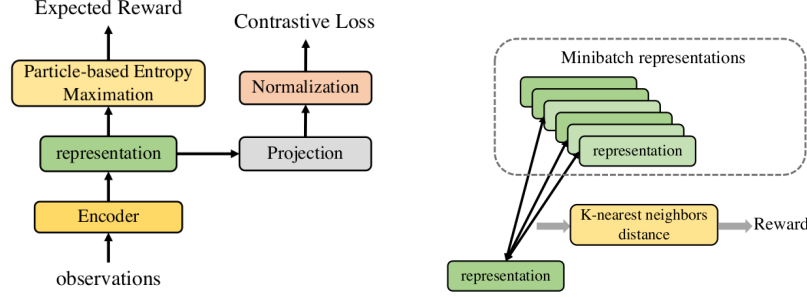 Expected Reward
Contrastive Loss
Particle-based Entropy
Maximation
Normalization
representation
Projection
Encoder
observations
Minibatch representations
representation
K-nearest neighbors
distance
Reward
representation